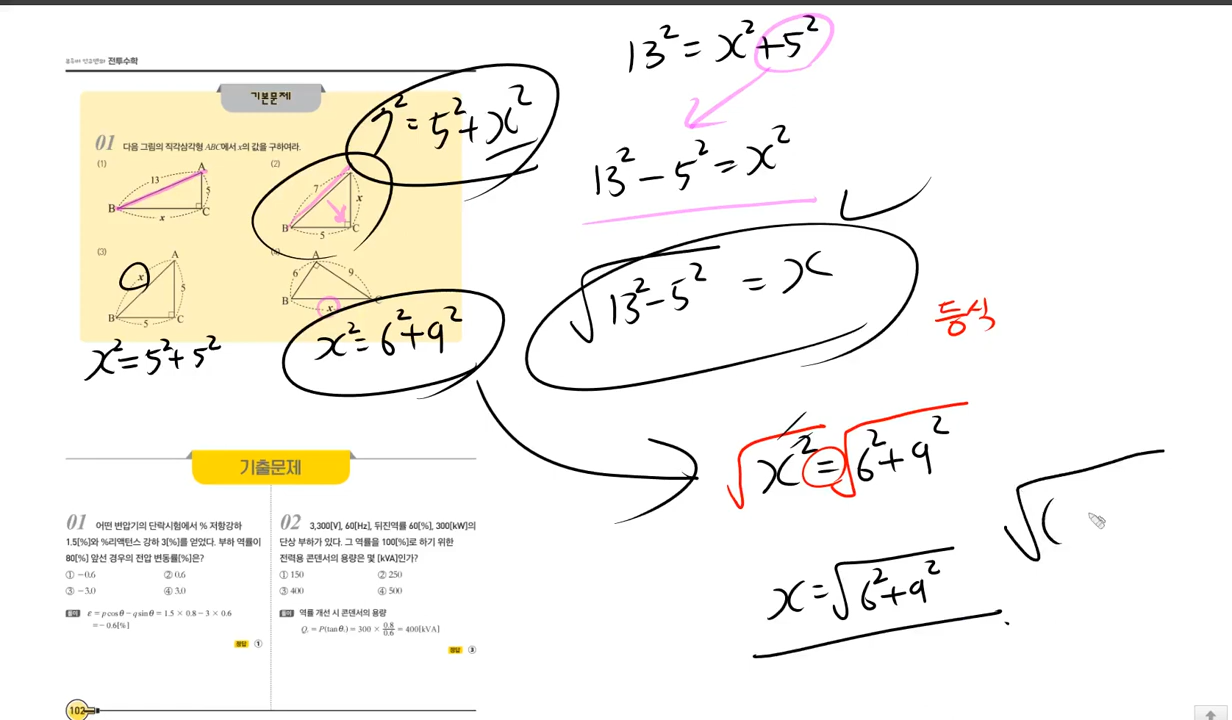 전투수학
기본문제
01 다음 그림의 직각삼각형 ABC에서 x의 값을 구하여라.
(1)
13
A
5
B
x
C
(2)
7
x
B
5
C
(3)
A
x
5
B
5
C
A
6
9
B
x
² = 5² + x²
x² = 5² + 5²
x² = 6² + 9²
13² = x² + 5²
13² − 5² = x²
√13² − 5² = x
등식
√x² = √6² + 9²
x = √6² + 9²
√(
기출문제
01 어떤 변압기의 단락시험에서 % 저항강하
1.5[%]와 %리액턴스 강하 3[%]를 얻었다. 부하 역률이
80[%] 앞선 경우의 전압 변동률[%]은?
① −0.6 ② 0.6
③ −3.0 ④ 3.0
풀이 ε = p cos θ − q sin θ = 1.5 × 0.8 − 3 × 0.6
= − 0.6[%]
정답 ①
02 3,300[V], 60[Hz], 뒤진역률 60[%], 300[kW]의
단상 부하가 있다. 그 역률을 100[%]로 하기 위한
전력용 콘덴서의 용량은 몇 [kVA]인가?
① 150 ② 250
③ 400 ④ 500
풀이 역률 개선 시 콘덴서의 용량
= P(tan θ) = 300 × 0.8/0.6 = 400[kVA]
정답 ③
102